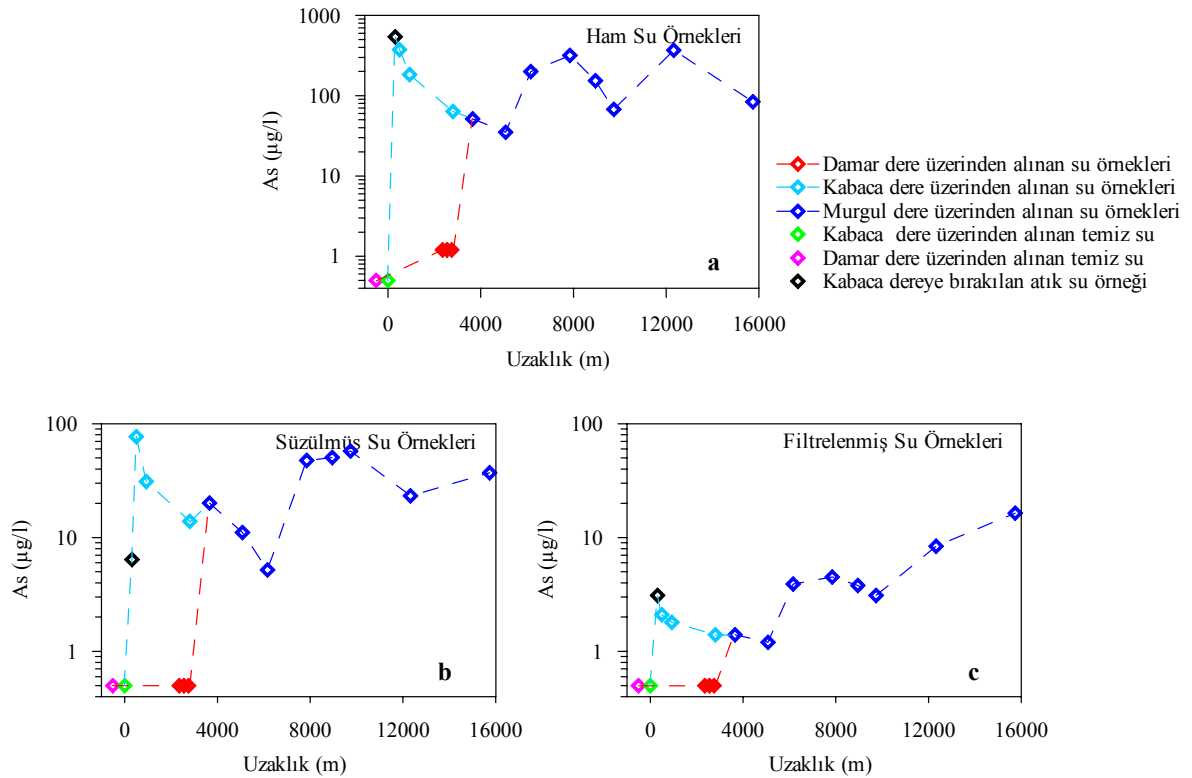 1000
Ham Su Örnekleri
100
10
1
As (µg/l)
a
0 4000 8000 12000 16000
Uzaklık (m)
Damar dere üzerinden alınan su örnekleri
Kabaca dere üzerinden alınan su örnekleri
Murgul dere üzerinden alınan su örnekleri
Kabaca dere üzerinden alınan temiz su
Damar dere üzerinden alınan temiz su
Kabaca dereye bırakılan atık su örneği
100
Süzülmüş Su Örnekleri
10
1
As (µg/l)
b
0 4000 8000 12000 16000
Uzaklık (m)
100
Filtrelenmiş Su Örnekleri
10
1
As (µg/l)
c
0 4000 8000 12000 16000
Uzaklık (m)